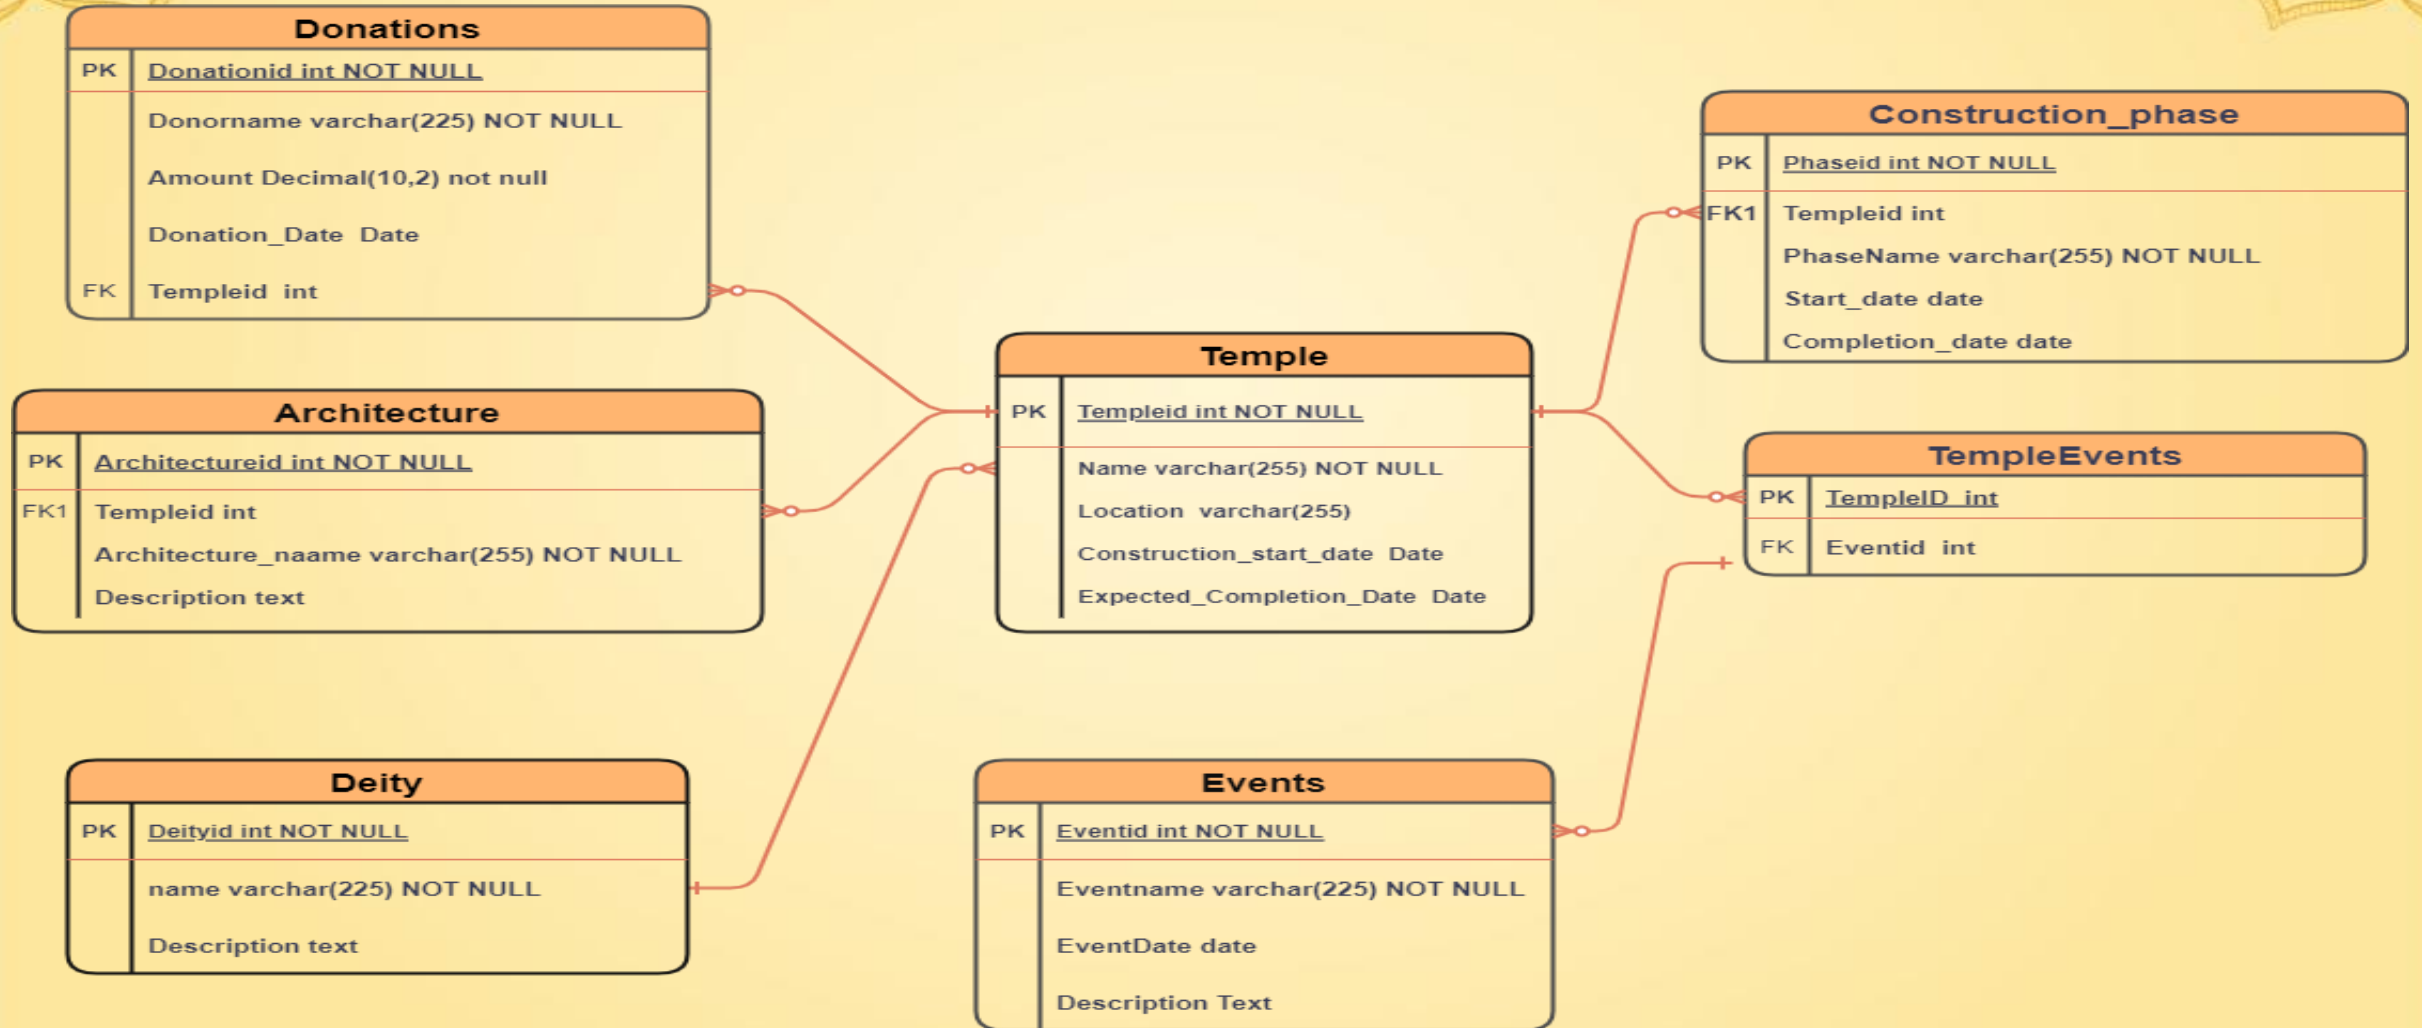 Donations
PK Donationid int NOT NULL
Donorname varchar(225) NOT NULL
Amount Decimal(10,2) not null
Donation_Date Date
FK Templeid int
Architecture
PK Architectureid int NOT NULL
FK1 Templeid int
Architecture_naame varchar(255) NOT NULL
Description text
Deity
PK Deityid int NOT NULL
name varchar(225) NOT NULL
Description text
Temple
PK Templeid int NOT NULL
Name varchar(255) NOT NULL
Location varchar(255)
Construction_start_date Date
Expected_Completion_Date Date
Events
PK Eventid int NOT NULL
Eventname varchar(225) NOT NULL
EventDate date
Description Text
Construction_phase
PK Phaseid int NOT NULL
FK1 Templeid int
PhaseName varchar(255) NOT NULL
Start_date date
Completion_date date
TempleEvents
PK TempleID int
FK Eventid int